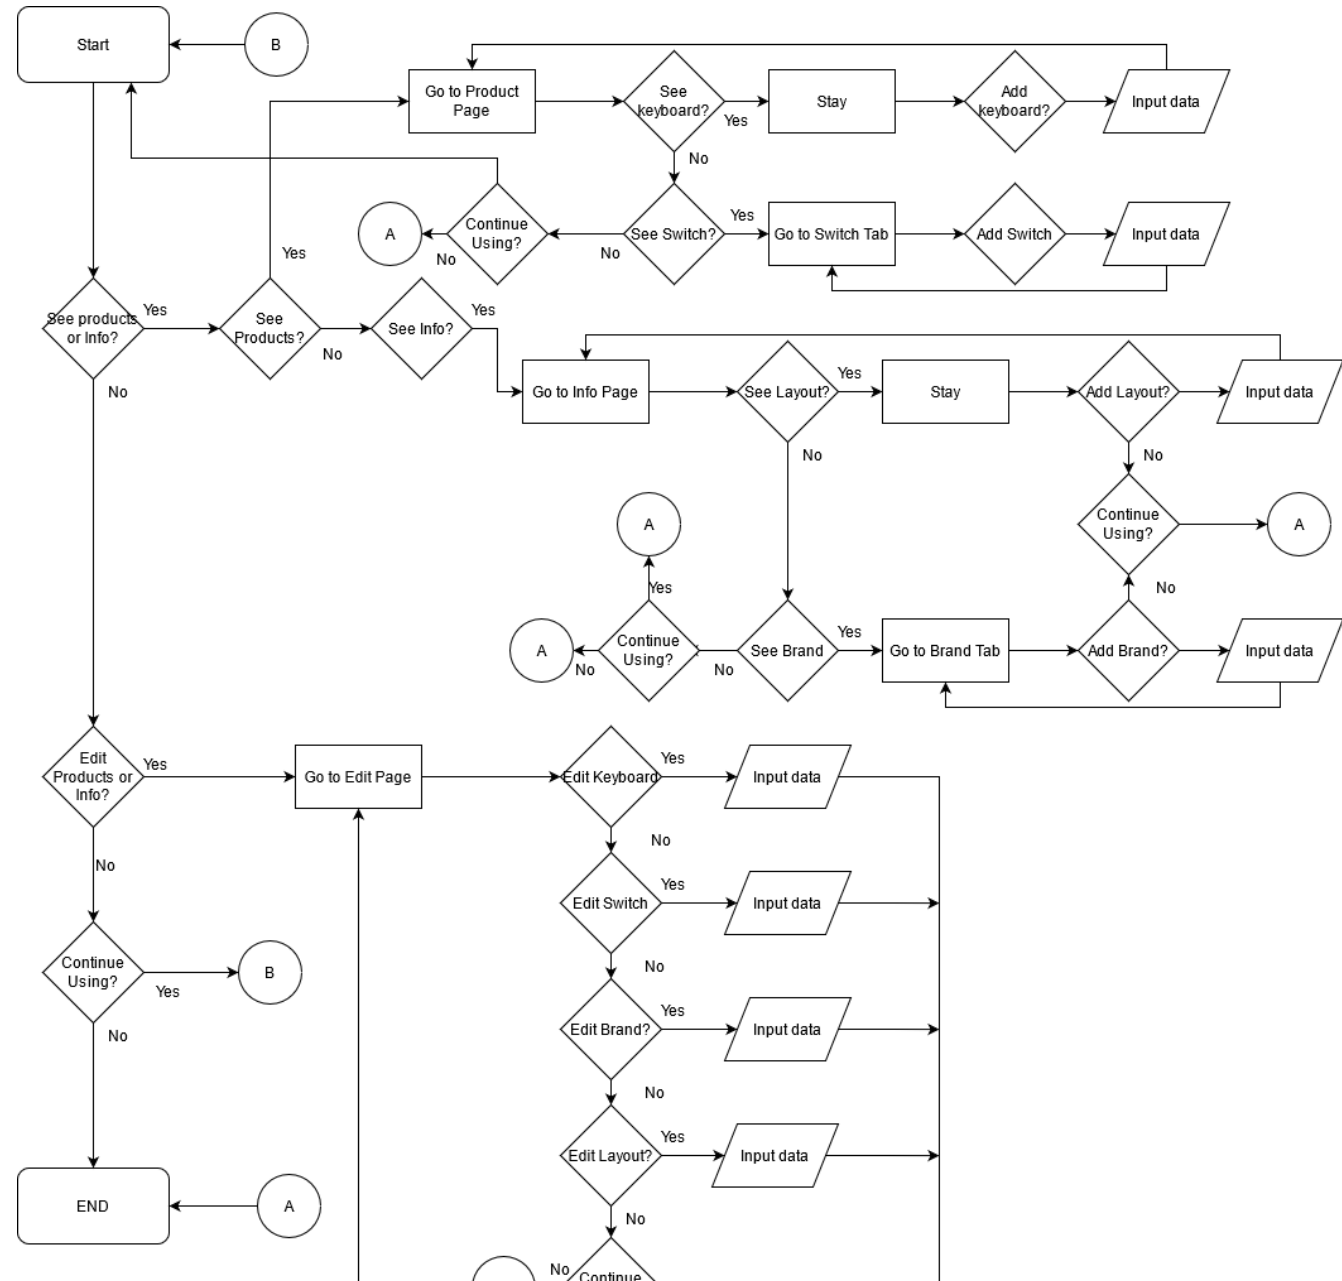 Start
B
Go to Product
Page
See
keyboard?
Yes
Stay
Add
keyboard?
Input data
No
A
No
Continue
Using?
No
See Switch?
Yes
Go to Switch Tab
Add Switch
Input data
Yes
See products
or Info?
Yes
See
Products?
No
See Info?
Yes
No
Go to Info Page
See Layout?
Yes
Stay
Add Layout?
Input data
No
No
A
Continue
Using?
A
Yes
No
A
No
Continue
Using?
No
See Brand
Yes
Go to Brand Tab
Add Brand?
Input data
Edit
Products or
Info?
Yes
Go to Edit Page
Edit Keyboard
Yes
Input data
No
No
Edit Switch
Yes
Input data
No
Continue
Using?
Yes
B
No
Edit Brand?
Yes
Input data
No
Edit Layout?
Yes
Input data
END
A
No
No
Continue